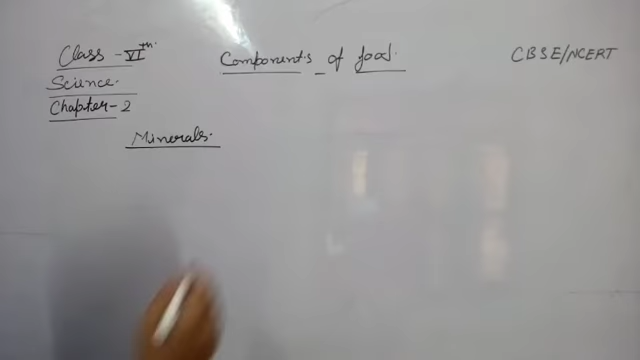 Class - VIth. Components of food. CBSE/NCERT
Science.
Chapter - 2
Minerals.